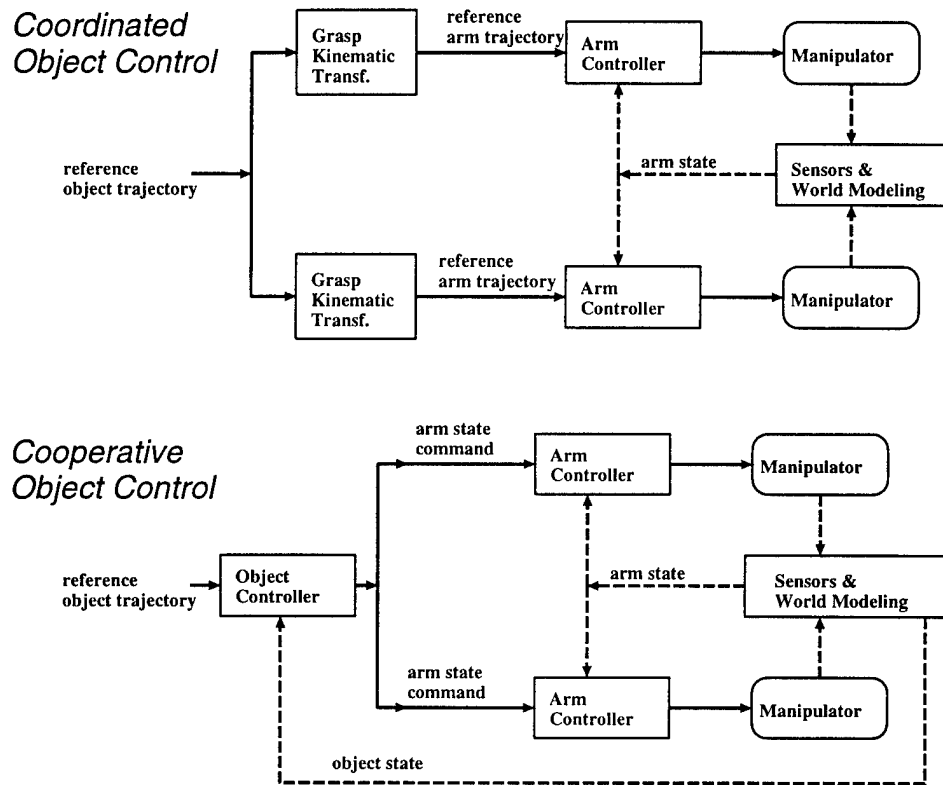 Coordinated
Object Control
Grasp
Kinematic
Transf.
reference
arm trajectory
Arm
Controller
Manipulator
reference
object trajectory
arm state
Sensors &
World Modeling
Grasp
Kinematic
Transf.
reference
arm trajectory
Arm
Controller
Manipulator
Cooperative
Object Control
arm state
command
Arm
Controller
Manipulator
reference
object trajectory
Object
Controller
arm state
Sensors &
World Modeling
arm state
command
Arm
Controller
Manipulator
object state